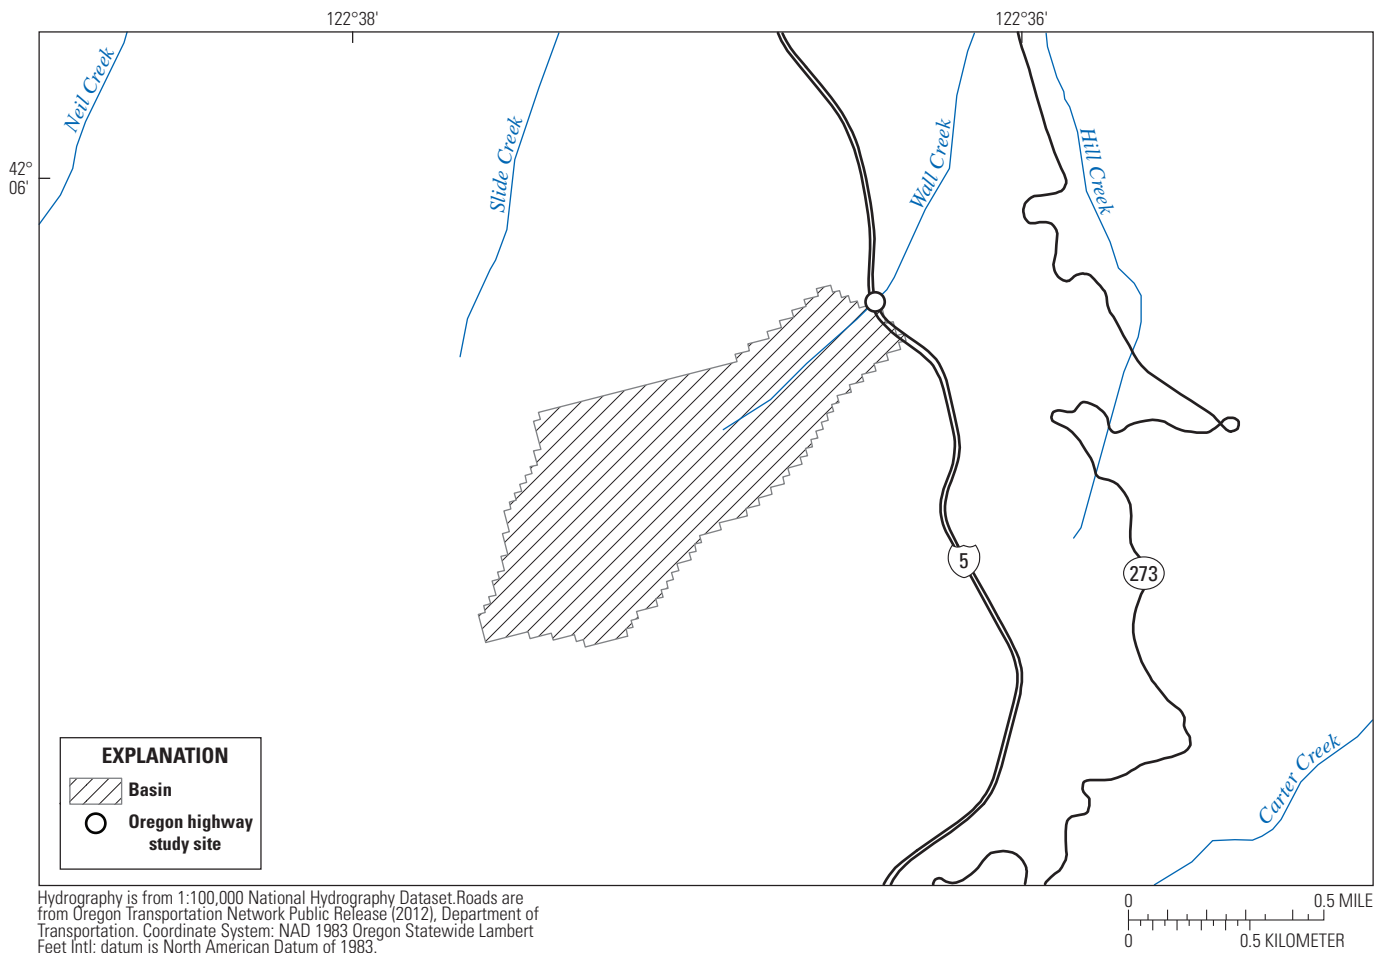 122°38'
122°36'
42°
06'
Neil Creek
Slide Creek
Wall Creek
Hill Creek
5
273
Carter Creek
EXPLANATION
Basin
Oregon highway
study site
Hydrography is from 1:100,000 National Hydrography Dataset.Roads are
from Oregon Transportation Network Public Release (2012), Department of
Transportation. Coordinate System: NAD 1983 Oregon Statewide Lambert
Feet Intl; datum is North American Datum of 1983.
0 0.5 MILE
0 0.5 KILOMETER